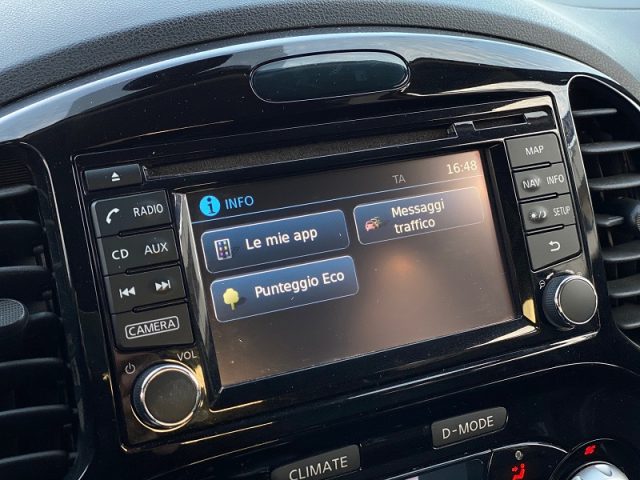 16:48
TA
i INFO
Le mie app
Messaggi
traffico
Punteggio Eco
RADIO
CD AUX
CAMERA
VOL
MAP
NAV INFO
SETUP
D-MODE
CLIMATE